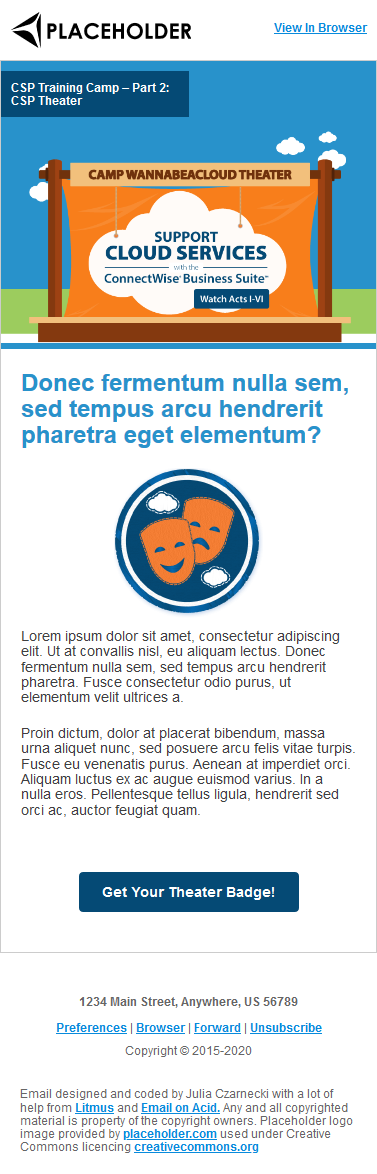 PLACEHOLDER
View In Browser
CSP Training Camp – Part 2:
CSP Theater
CAMP WANNABEACLOUD THEATER
SUPPORT
CLOUD SERVICES
with the
ConnectWise® Business Suite™
Watch Acts I-VI
Donec fermentum nulla sem,
sed tempus arcu hendrerit
pharetra eget elementum?
Lorem ipsum dolor sit amet, consectetur adipiscing
elit. Ut at convallis nisl, eu aliquam lectus. Donec
fermentum nulla sem, sed tempus arcu hendrerit
pharetra. Fusce consectetur odio purus, ut
elementum velit ultrices a.
Proin dictum, dolor at placerat bibendum, massa
urna aliquet nunc, sed posuere arcu felis vitae turpis.
Fusce eu venenatis purus. Aenean at imperdiet orci.
Aliquam luctus ex ac augue euismod varius. In a
nulla eros. Pellentesque tellus ligula, hendrerit sed
orci ac, auctor feugiat quam.
Get Your Theater Badge!
1234 Main Street, Anywhere, US 56789
Preferences | Browser | Forward | Unsubscribe
Copyright © 2015-2020
Email designed and coded by Julia Czarnecki with a lot of
help from Litmus and Email on Acid. Any and all copyrighted
material is property of the copyright owners. Placeholder logo
image provided by placeholder.com used under Creative
Commons licencing creativecommons.org